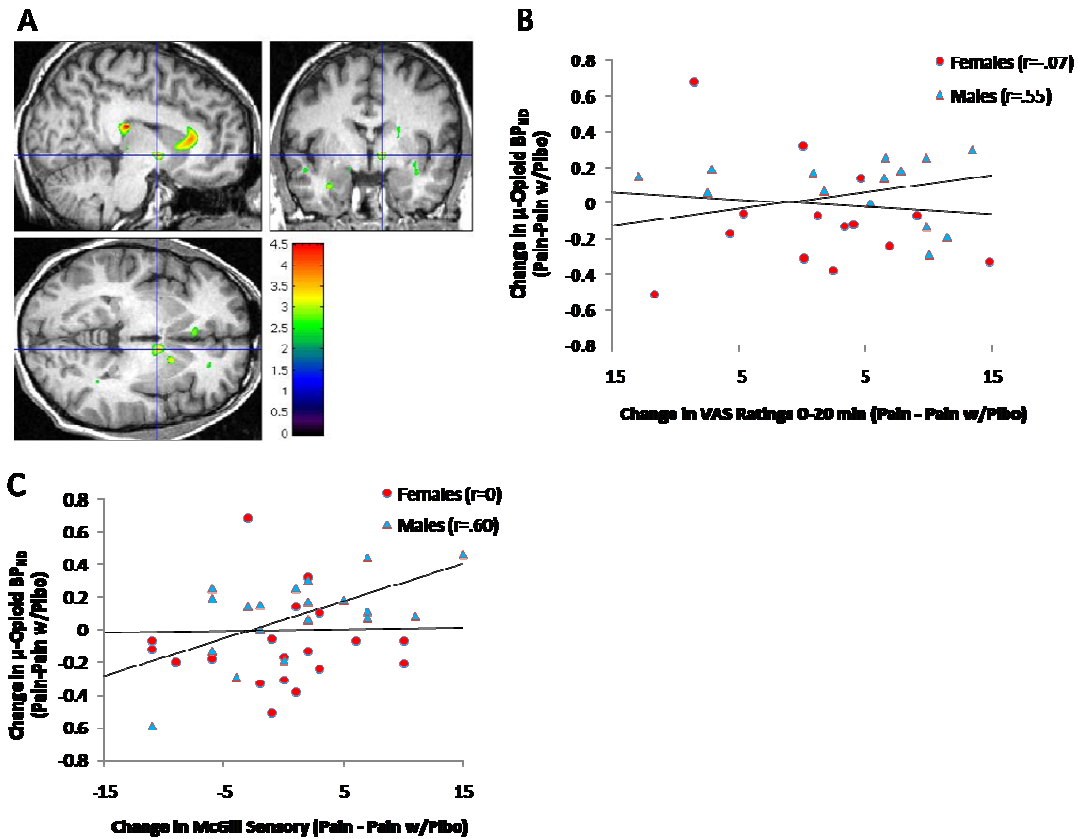 A
4.5
4
3.5
3
2.5
2
1.5
1
0.5
0
B
Females (r=-.07)
Males (r=.55)
0.8
0.6
0.4
0.2
0
-0.2
-0.4
-0.6
-0.8
Change in μ-Opioid BPND
(Pain-Pain w/Plbo)
15
5
5
15
Change in VAS Ratings 0-20 min (Pain - Pain w/Plbo)
C
Females (r=0)
Males (r=.60)
0.8
0.6
0.4
0.2
0
-0.2
-0.4
0.6
-0.8
Change in μ-Opioid BPND
(Pain-Pain w/Plbo)
-15
-5
5
15
Change in McGill Sensory (Pain - Pain w/Plbo)